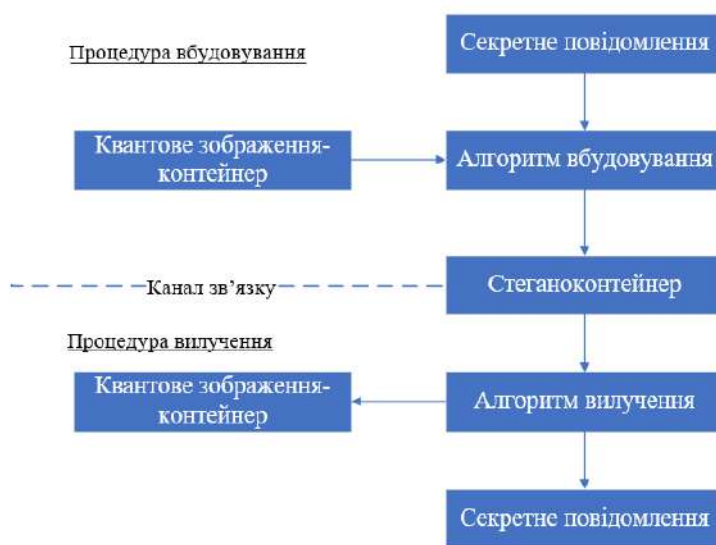 Секретне повідомлення
Процедура вбудовування
Квантове зображення-
контейнер
Алгоритм вбудовування
Стеганоконтейнер
Канал зв’язку
Процедура вилучення
Квантове зображення-
контейнер
Алгоритм вилучення
Секретне повідомлення